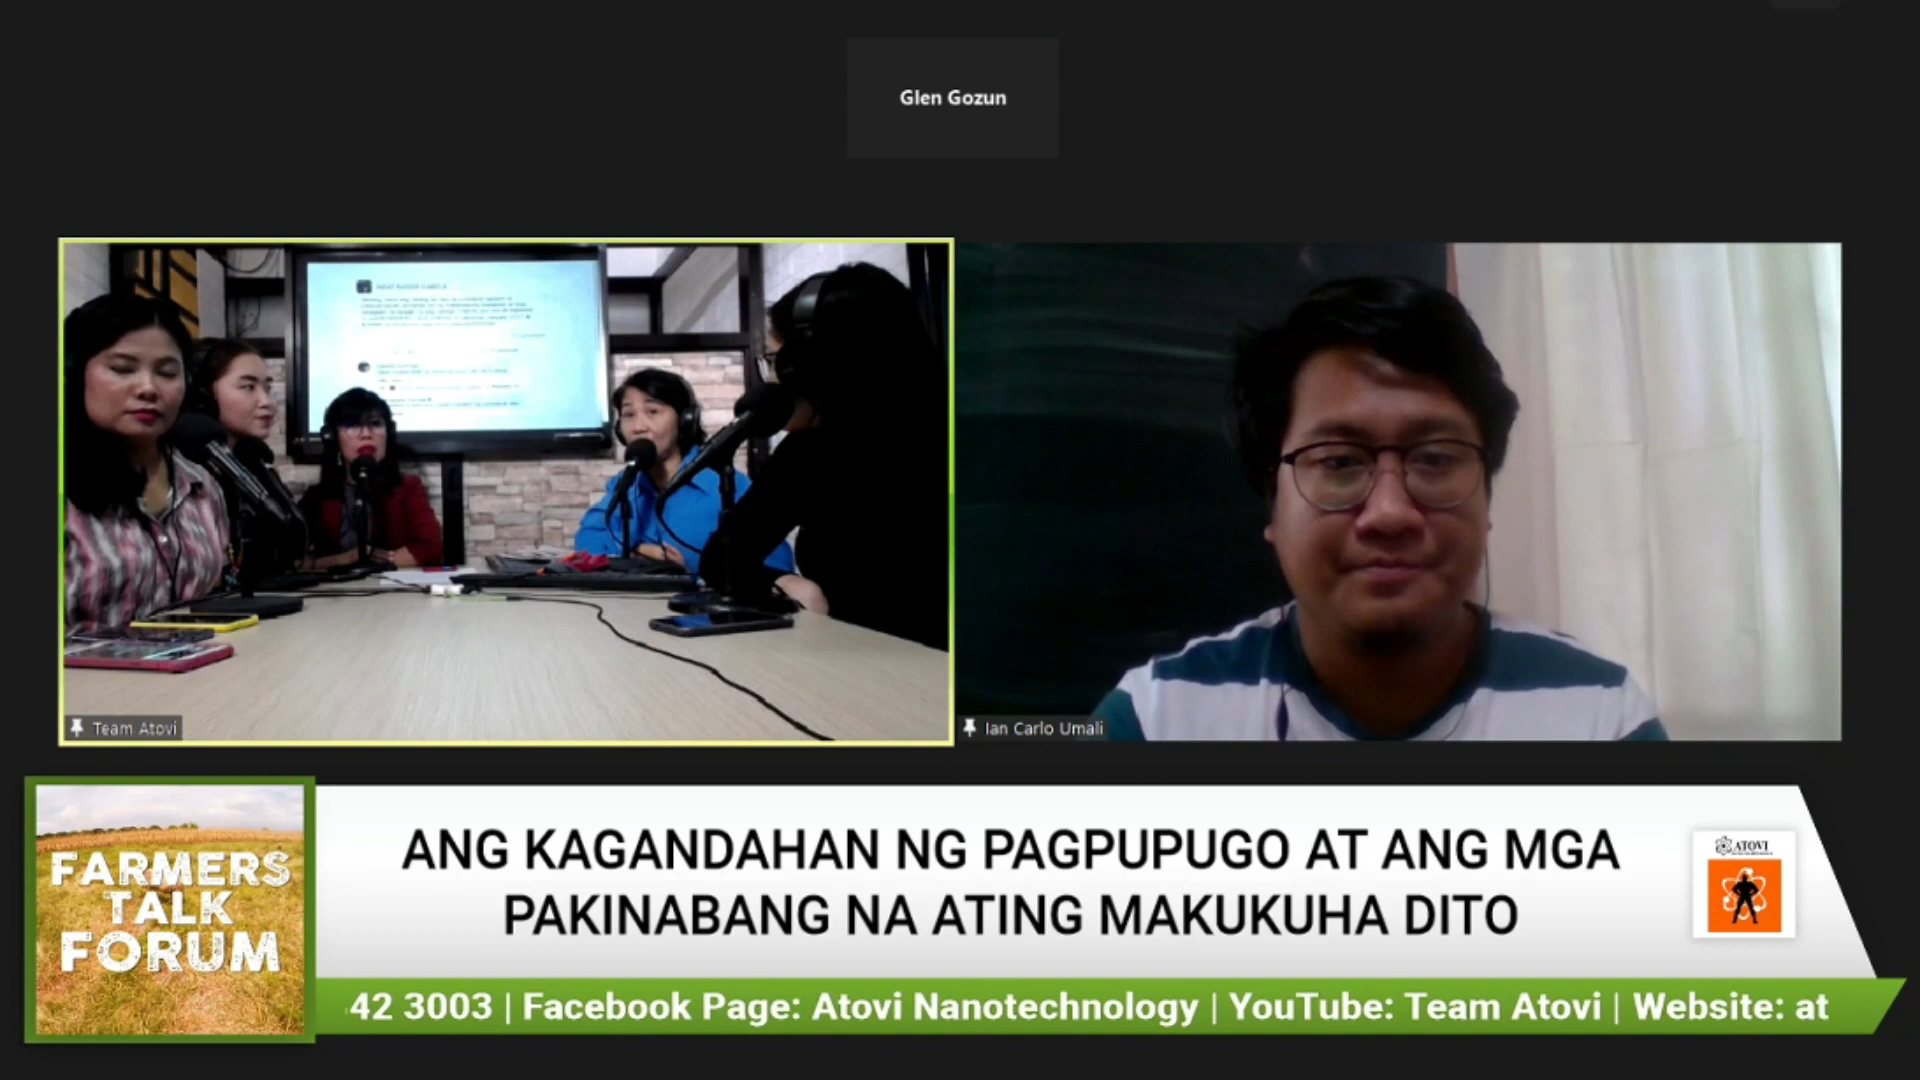 Glen Gozun
Team Atovi
Ian Carlo Umali
FARMERS
TALK
FORUM
ANG KAGANDAHAN NG PAGPUPUGO AT ANG MGA
PAKINABANG NA ATING MAKUKUHA DITO
ATOVI
42 3003 | Facebook Page: Atovi Nanotechnology | YouTube: Team Atovi | Website: at